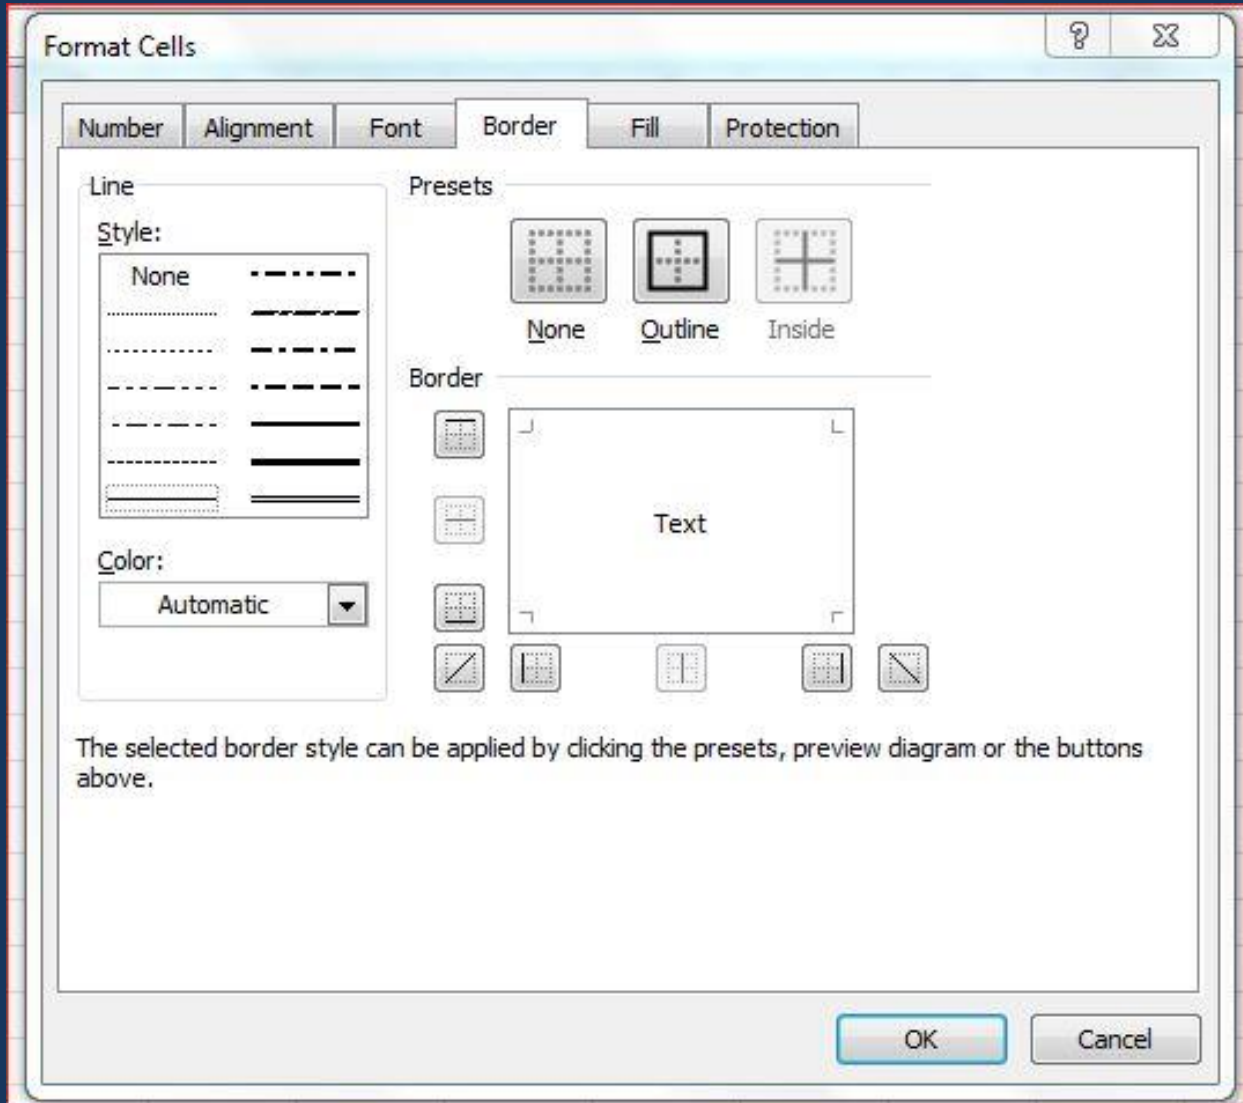 Format Cells
Number Alignment Font Border Fill Protection
Line
Presets
Style:
None
None Outline Inside
Border
Text
Color:
Automatic
The selected border style can be applied by clicking the presets, preview diagram or the buttons
above.
OK Cancel